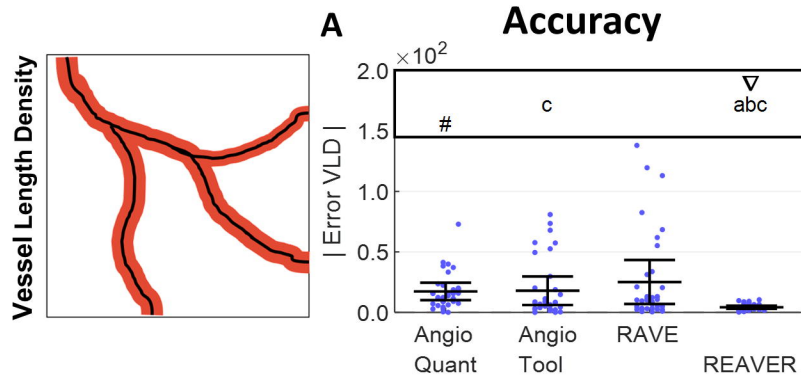 A
Accuracy
Vessel Length Density
×10²
| Error VLD |
2.0
1.5
1.0
0.5
0.0
▽
# c abc
Angio Angio RAVE
Quant Tool REAVER